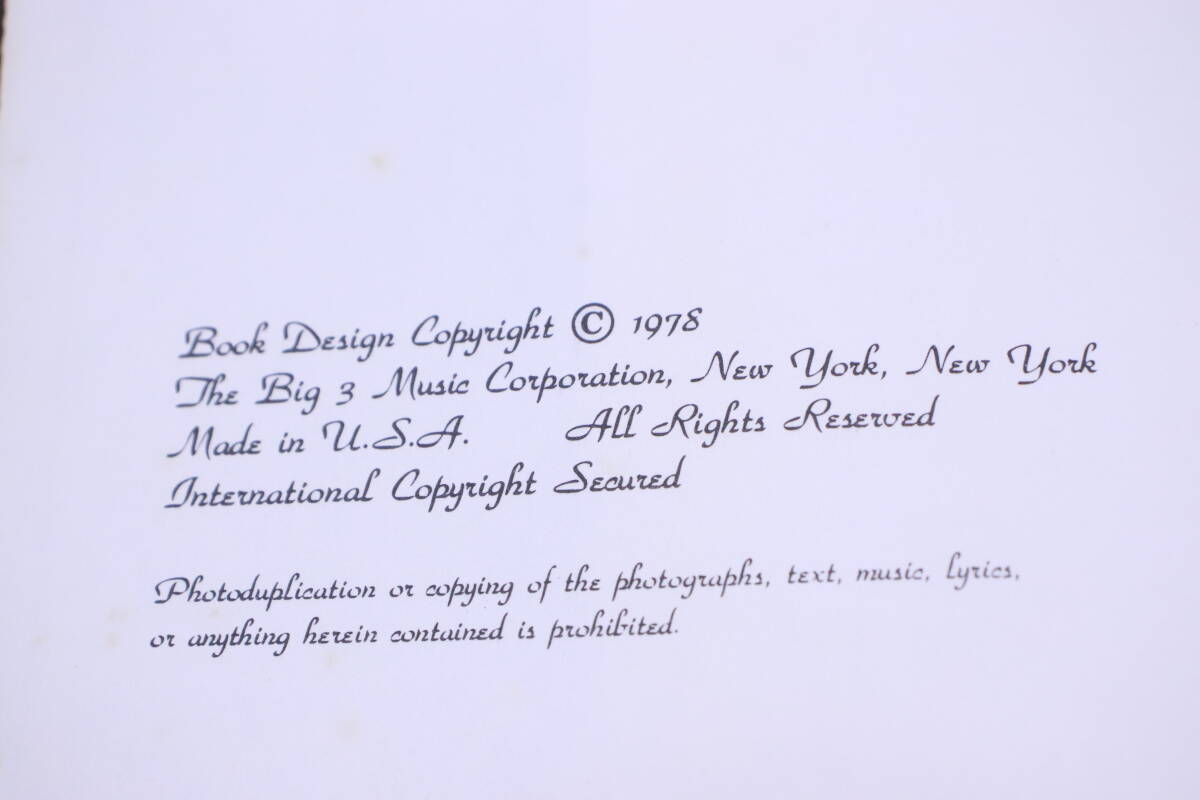 Book Design Copyright © 1978
The Big 3 Music Corporation, New York, New York
Made in U.S.A. All Rights Reserved
International Copyright Secured
Photoduplication or copying of the photographs, text, music, lyrics,
or anything herein contained is prohibited.